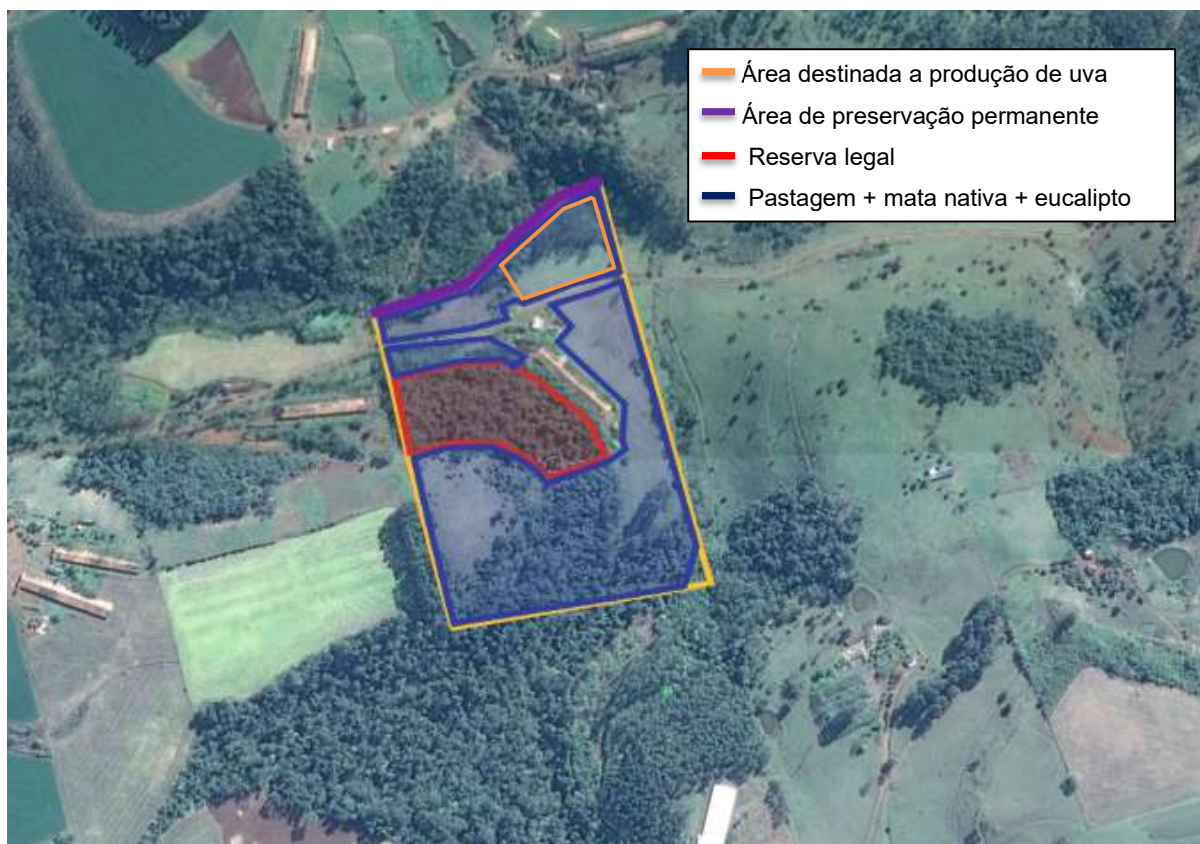 Área destinada a produção de uva
Área de preservação permanente
Reserva legal
Pastagem + mata nativa + eucalipto